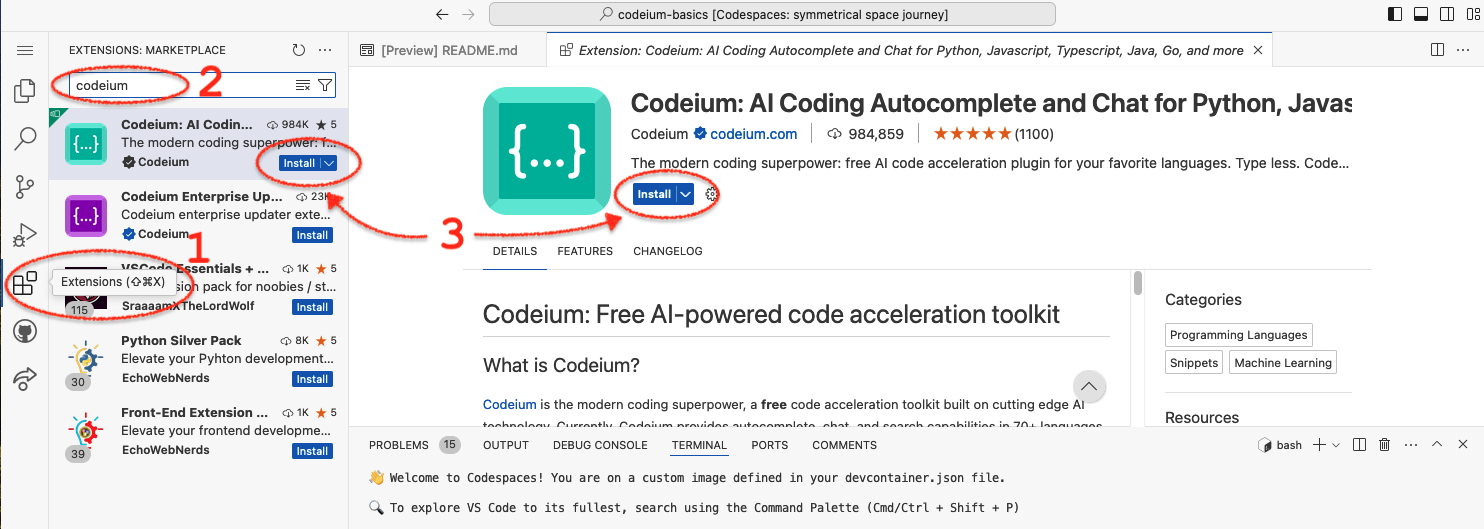 codeium-basics [Codespaces: symmetrical space journey]
EXTENSIONS: MARKETPLACE
codeium
2
Codeium: AI Codin... 984K ★ 5
The modern coding superpower: f...
Codeium Install
Codeium Enterprise Up... 23K
Codeium enterprise updater exte...
Codeium Install
1
VSCode Essentials + ... 1K ★ 5
sion pack for noobies / st...
SraaaamXTheLordWolf Install
115
Extensions (⇧⌘X)
Python Silver Pack 8K ★ 5
Elevate your Pyhton development...
EchoWebNerds Install
30
Front-End Extension ... 1K ★ 5
Elevate your frontend developme...
EchoWebNerds Install
39
3
[Preview] README.md
Extension: Codeium: AI Coding Autocomplete and Chat for Python, Javascript, Typescript, Java, Go, and more
{...}
Codeium: AI Coding Autocomplete and Chat for Python, Javas
Codeium codeium.com 984,859 ★★★★★(1100)
The modern coding superpower: free AI code acceleration plugin for your favorite languages. Type less. Code...
Install
DETAILS FEATURES CHANGELOG
Codeium: Free AI-powered code acceleration toolkit
What is Codeium?
Codeium is the modern coding superpower, a free code acceleration toolkit built on cutting edge AI
technology. Currently, Codeium provides autocomplete, chat, and search capabilities in 70+ languages
Categories
Programming Languages
Snippets Machine Learning
Resources
PROBLEMS 15 OUTPUT DEBUG CONSOLE TERMINAL PORTS COMMENTS
bash
👋 Welcome to Codespaces! You are on a custom image defined in your devcontainer.json file.
🔍 To explore VS Code to its fullest, search using the Command Palette (Cmd/Ctrl + Shift + P)